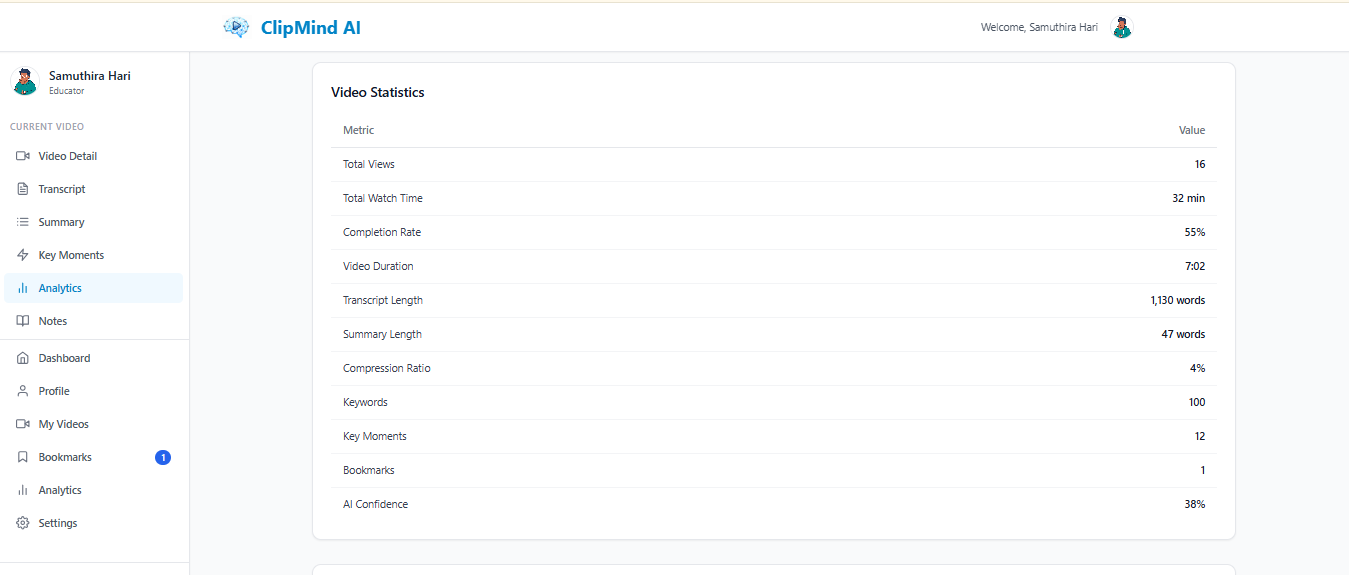 ClipMind AI
Welcome, Samuthira Hari
Samuthira Hari
Educator
CURRENT VIDEO
Video Detail
Transcript
Summary
Key Moments
Analytics
Notes
Dashboard
Profile
My Videos
Bookmarks 1
Analytics
Settings
Video Statistics
Metric Value
Total Views 16
Total Watch Time 32 min
Completion Rate 55%
Video Duration 7:02
Transcript Length 1,130 words
Summary Length 47 words
Compression Ratio 4%
Keywords 100
Key Moments 12
Bookmarks 1
AI Confidence 38%